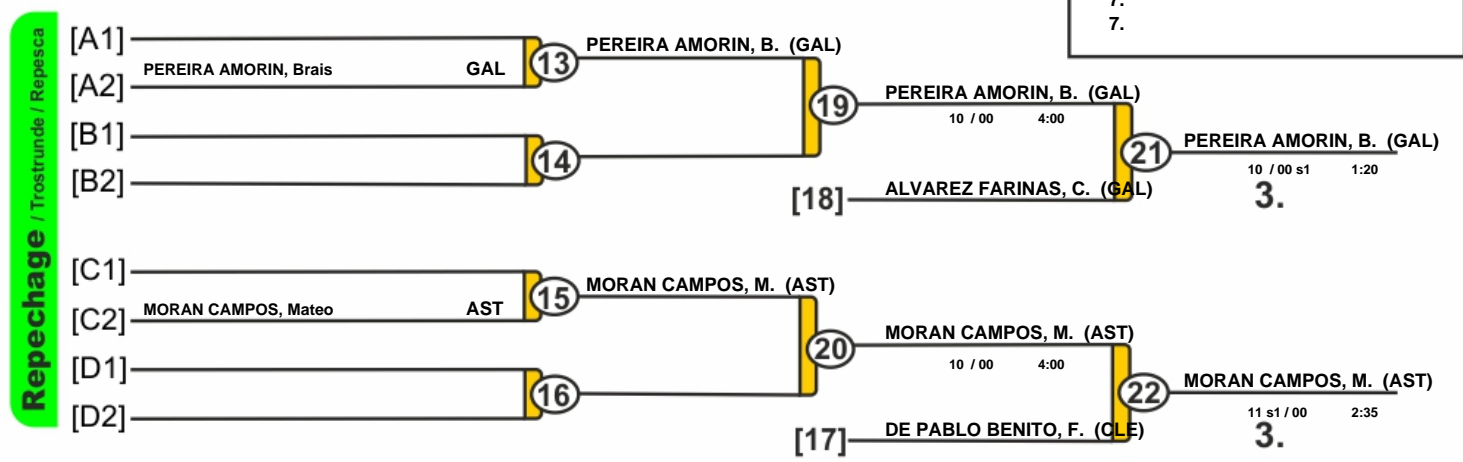 7.
7.
Repechage / Trostrunde / Repesca
[A1]
[A2] PEREIRA AMORIN, Brais GAL
13
PEREIRA AMORIN, B. (GAL)
[B1]
[B2]
14
19
PEREIRA AMORIN, B. (GAL)
10 / 00 4:00
[18] ALVAREZ FARINAS, C. (GAL)
21
PEREIRA AMORIN, B. (GAL)
10 / 00 s1 1:20
3.
[C1]
[C2] MORAN CAMPOS, Mateo AST
15
MORAN CAMPOS, M. (AST)
[D1]
[D2]
16
20
MORAN CAMPOS, M. (AST)
10 / 00 4:00
[17] DE PABLO BENITO, F. (CLE)
22
MORAN CAMPOS, M. (AST)
11 s1 / 00 2:35
3.